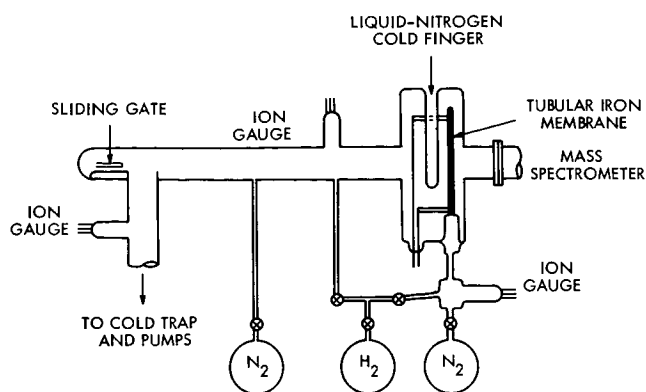 LIQUID-NITROGEN
COLD FINGER
SLIDING GATE
ION
GAUGE
TUBULAR IRON
MEMBRANE
MASS
SPECTROMETER
ION
GAUGE
ION
GAUGE
TO COLD TRAP
AND PUMPS
N2
H2
N2